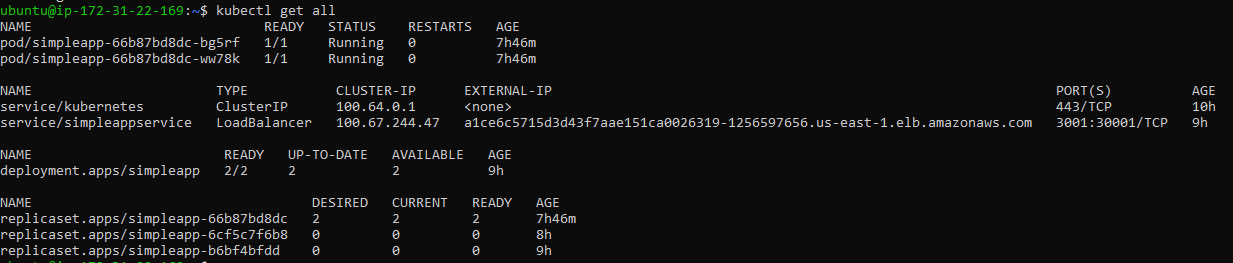 ubuntu@ip-172-31-22-169:~$ kubectl get all
NAME READY STATUS RESTARTS AGE
pod/simpleapp-66b87bd8dc-bg5rf 1/1 Running 0 7h46m
pod/simpleapp-66b87bd8dc-ww78k 1/1 Running 0 7h46m
NAME TYPE CLUSTER-IP EXTERNAL-IP PORT(S) AGE
service/kubernetes ClusterIP 100.64.0.1 <none> 443/TCP 10h
service/simpleappservice LoadBalancer 100.67.244.47 a1ce6c5715d3d43f7aae151ca0026319-1256597656.us-east-1.elb.amazonaws.com 3001:30001/TCP 9h
NAME READY UP-TO-DATE AVAILABLE AGE
deployment.apps/simpleapp 2/2 2 2 9h
NAME DESIRED CURRENT READY AGE
replicaset.apps/simpleapp-66b87bd8dc 2 2 2 7h46m
replicaset.apps/simpleapp-6cf5c7f6b8 0 0 0 8h
replicaset.apps/simpleapp-b6bf4bfdd 0 0 0 9h